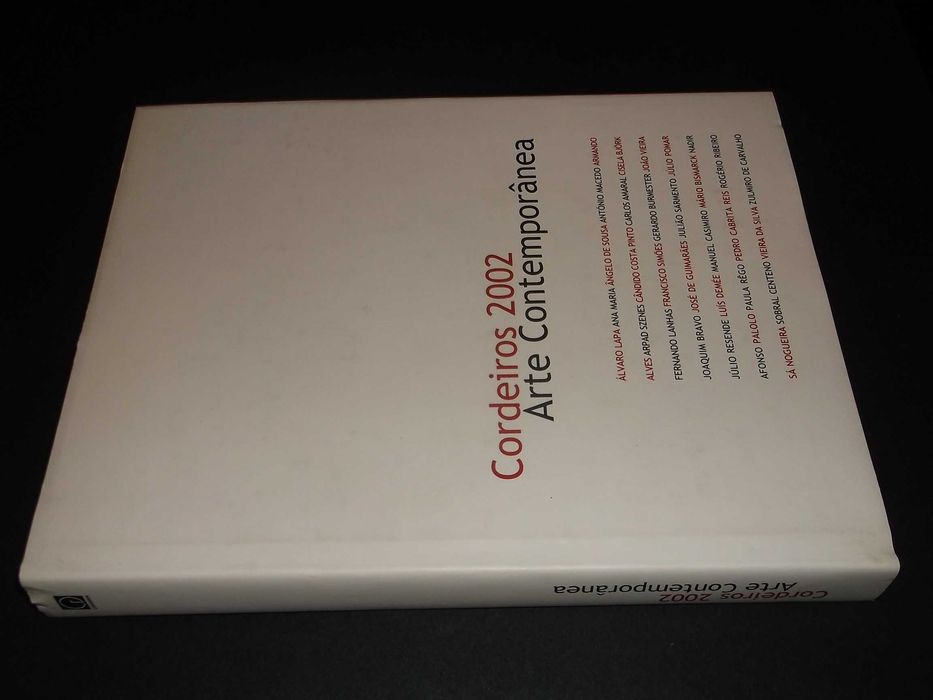 Cordeiros 2002
Arte Contemporânea
ÁLVARO LAPA ANA MARIA ÂNGELO DE SOUSA ANTÓNIO MACEDO ARMANDO
ALVES ARPAD SZENES CÂNDIDO COSTA PINTO CARLOS AMARAL CISELA BJÖRK
FERNANDO LANHAS FRANCISCO SIMÕES GERARDO BURMESTER JOÃO VIEIRA
JOAQUIM BRAVO JOSÉ DE GUIMARÃES JULIÃO SARMENTO JÚLIO POMAR
JÚLIO RESENDE LUÍS DEMÉE MANUEL CASIMIRO MÁRIO BISMARCK NADIR
AFONSO PALOLO PAULA RÊGO PEDRO CABRITA REIS ROGÉRIO RIBEIRO
SÁ NOGUEIRA SOBRAL CENTENO VIEIRA DA SILVA ZULMIRO DE CARVALHO
Cordeiros 2002
Arte Contemporânea